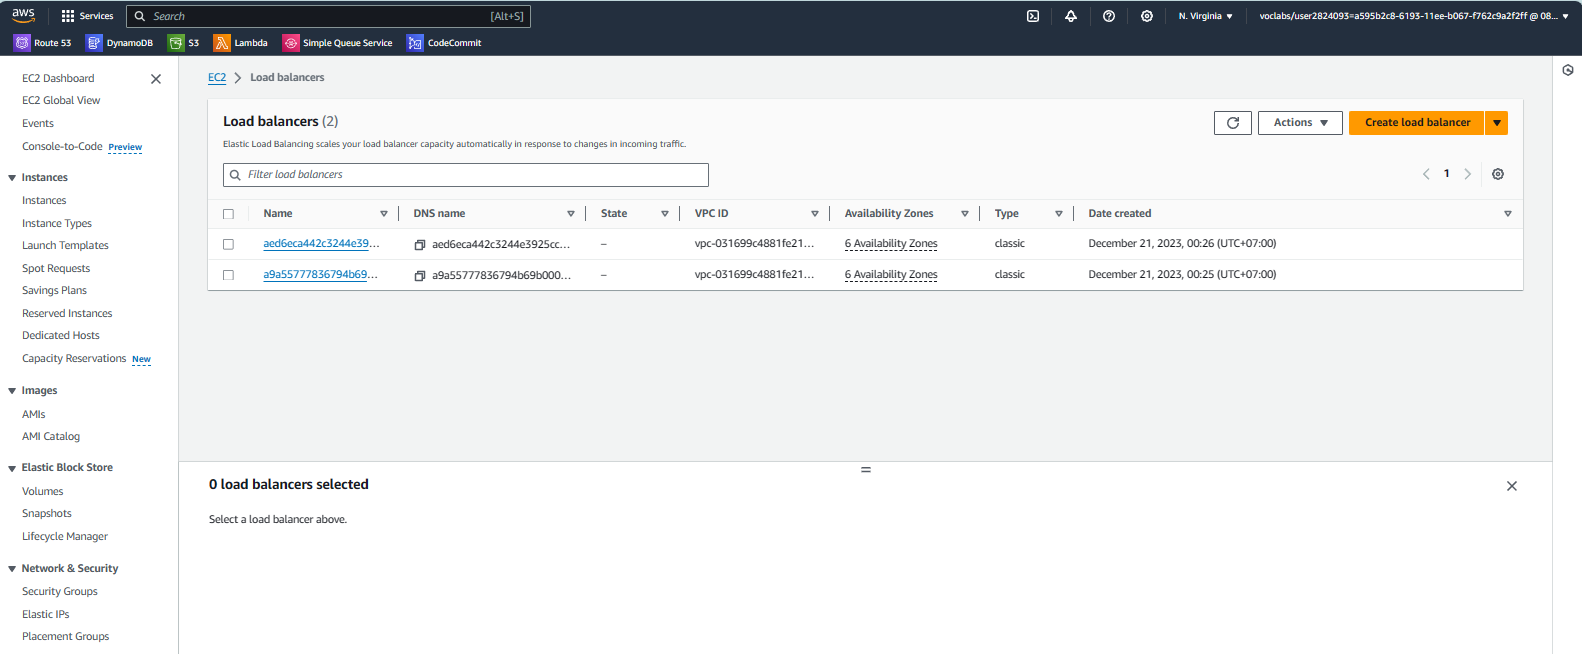 aws Services Search [Alt+S] N. Virginia voclabs/user2824093=a595b2c8-6193-11ee-b067-f762c9a2f2ff @ 08...
Route 53 DynamoDB S3 Lambda Simple Queue Service CodeCommit
EC2 Dashboard
EC2 Global View
Events
Console-to-Code Preview
Instances
Instances
Instance Types
Launch Templates
Spot Requests
Savings Plans
Reserved Instances
Dedicated Hosts
Capacity Reservations New
Images
AMIs
AMI Catalog
Elastic Block Store
Volumes
Snapshots
Lifecycle Manager
Network & Security
Security Groups
Elastic IPs
Placement Groups
EC2 Load balancers
Load balancers (2)
Actions Create load balancer
Elastic Load Balancing scales your load balancer capacity automatically in response to changes in incoming traffic.
Filter load balancers
1
Name DNS name State VPC ID Availability Zones Type Date created
aed6eca442c3244e39... aed6eca442c3244e3925cc... – vpc-031699c4881fe21... 6 Availability Zones classic December 21, 2023, 00:26 (UTC+07:00)
a9a55777836794b69... a9a55777836794b69b000... – vpc-031699c4881fe21... 6 Availability Zones classic December 21, 2023, 00:25 (UTC+07:00)
0 load balancers selected
Select a load balancer above.